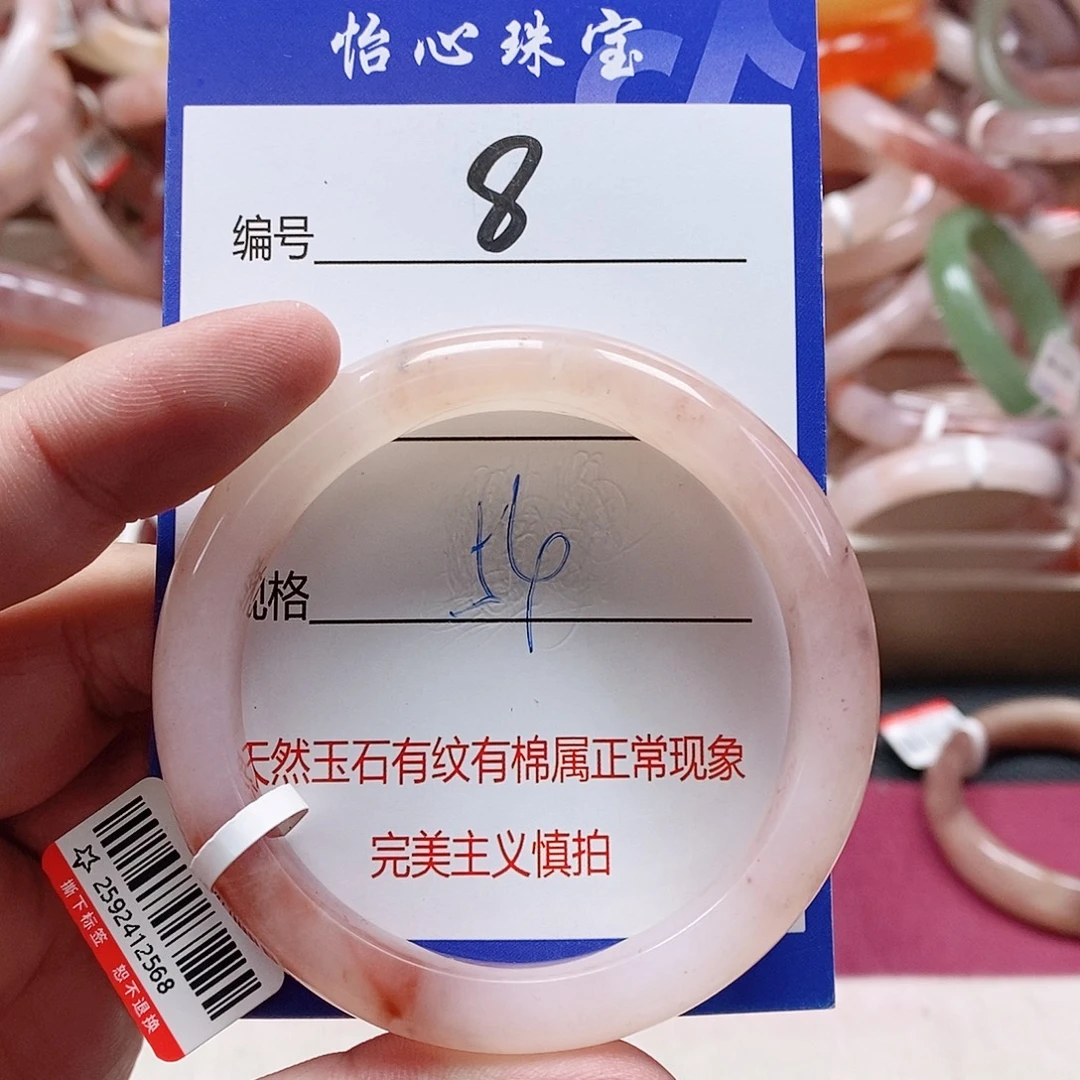 怡心珠宝
编号 8
规格 54
天然玉石有纹有棉属正常现象
完美主义慎拍
2592412568
撕下标签 恕不退换